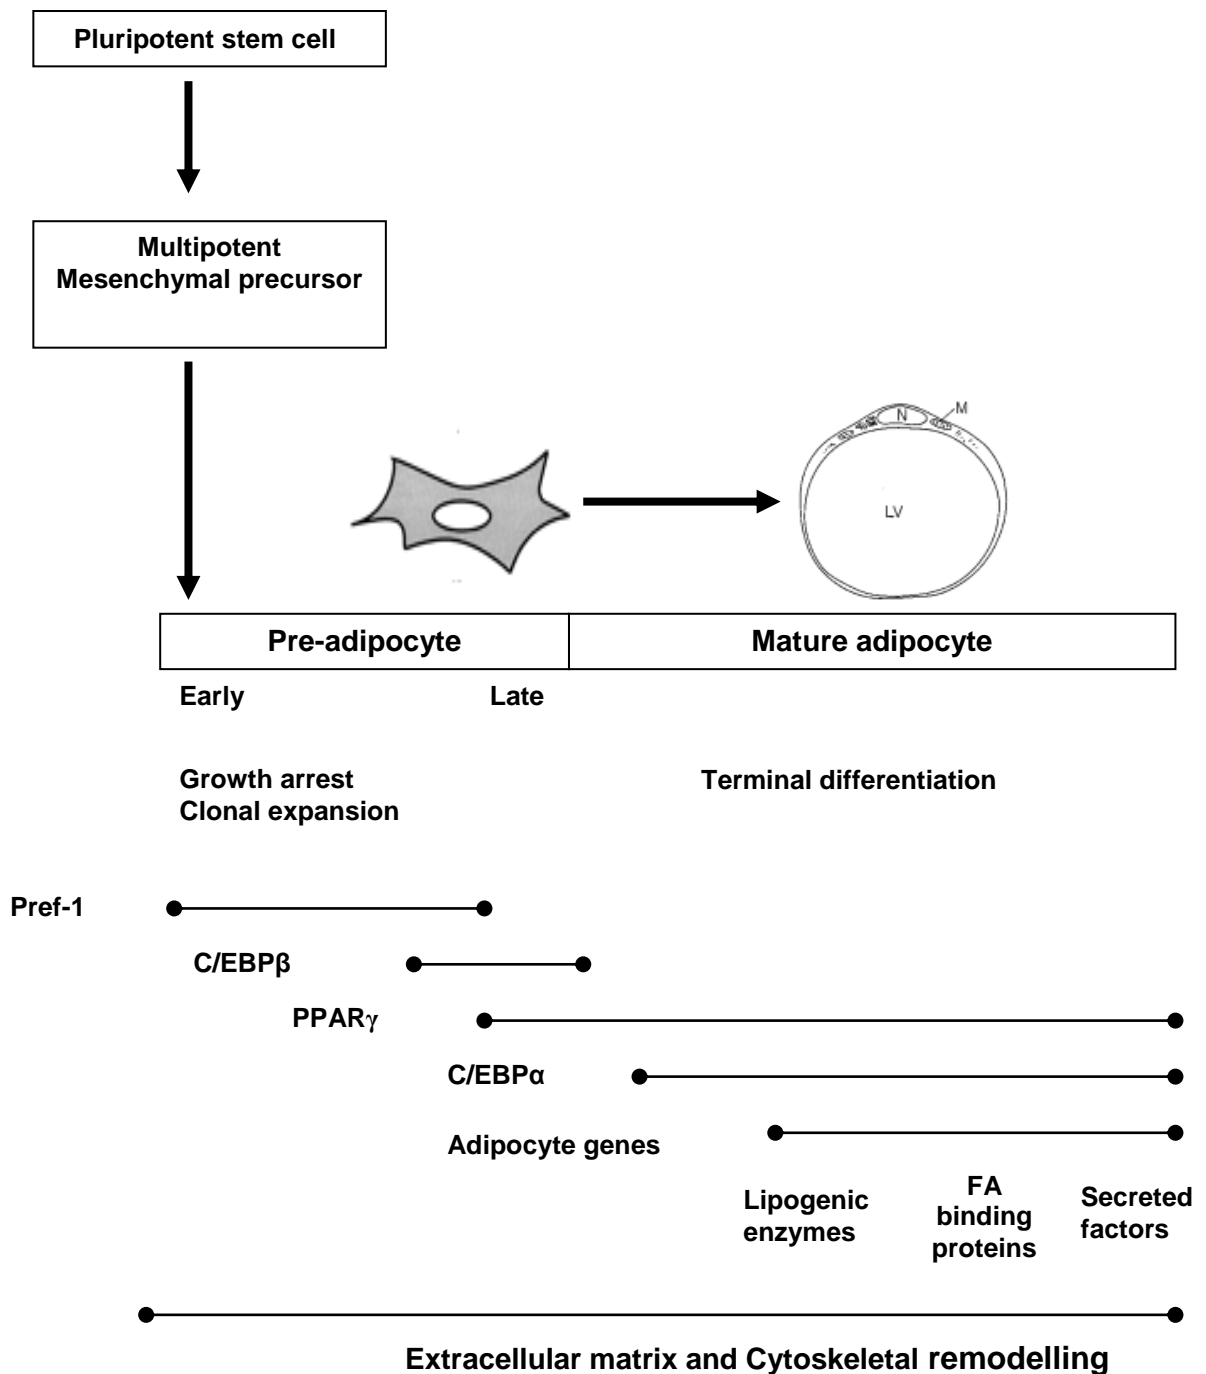 Pluripotent stem cell
Multipotent
Mesenchymal precursor
N
M
LV
Pre-adipocyte
Mature adipocyte
Early
Late
Growth arrest
Clonal expansion
Terminal differentiation
Pref-1
C/EBPβ
PPARγ
C/EBPα
Adipocyte genes
Lipogenic
enzymes
FA
binding
proteins
Secreted
factors
Extracellular matrix and Cytoskeletal remodelling